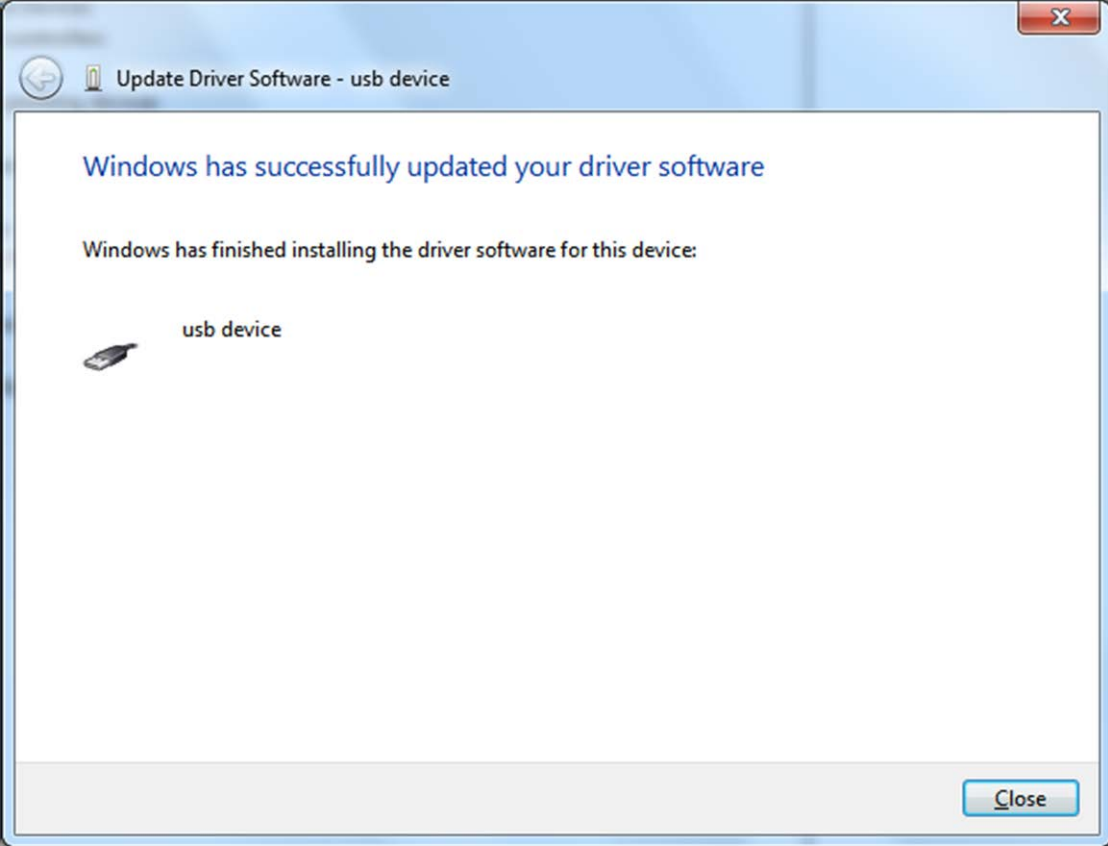 Update Driver Software - usb device
Windows has successfully updated your driver software
Windows has finished installing the driver software for this device:
usb device
Close